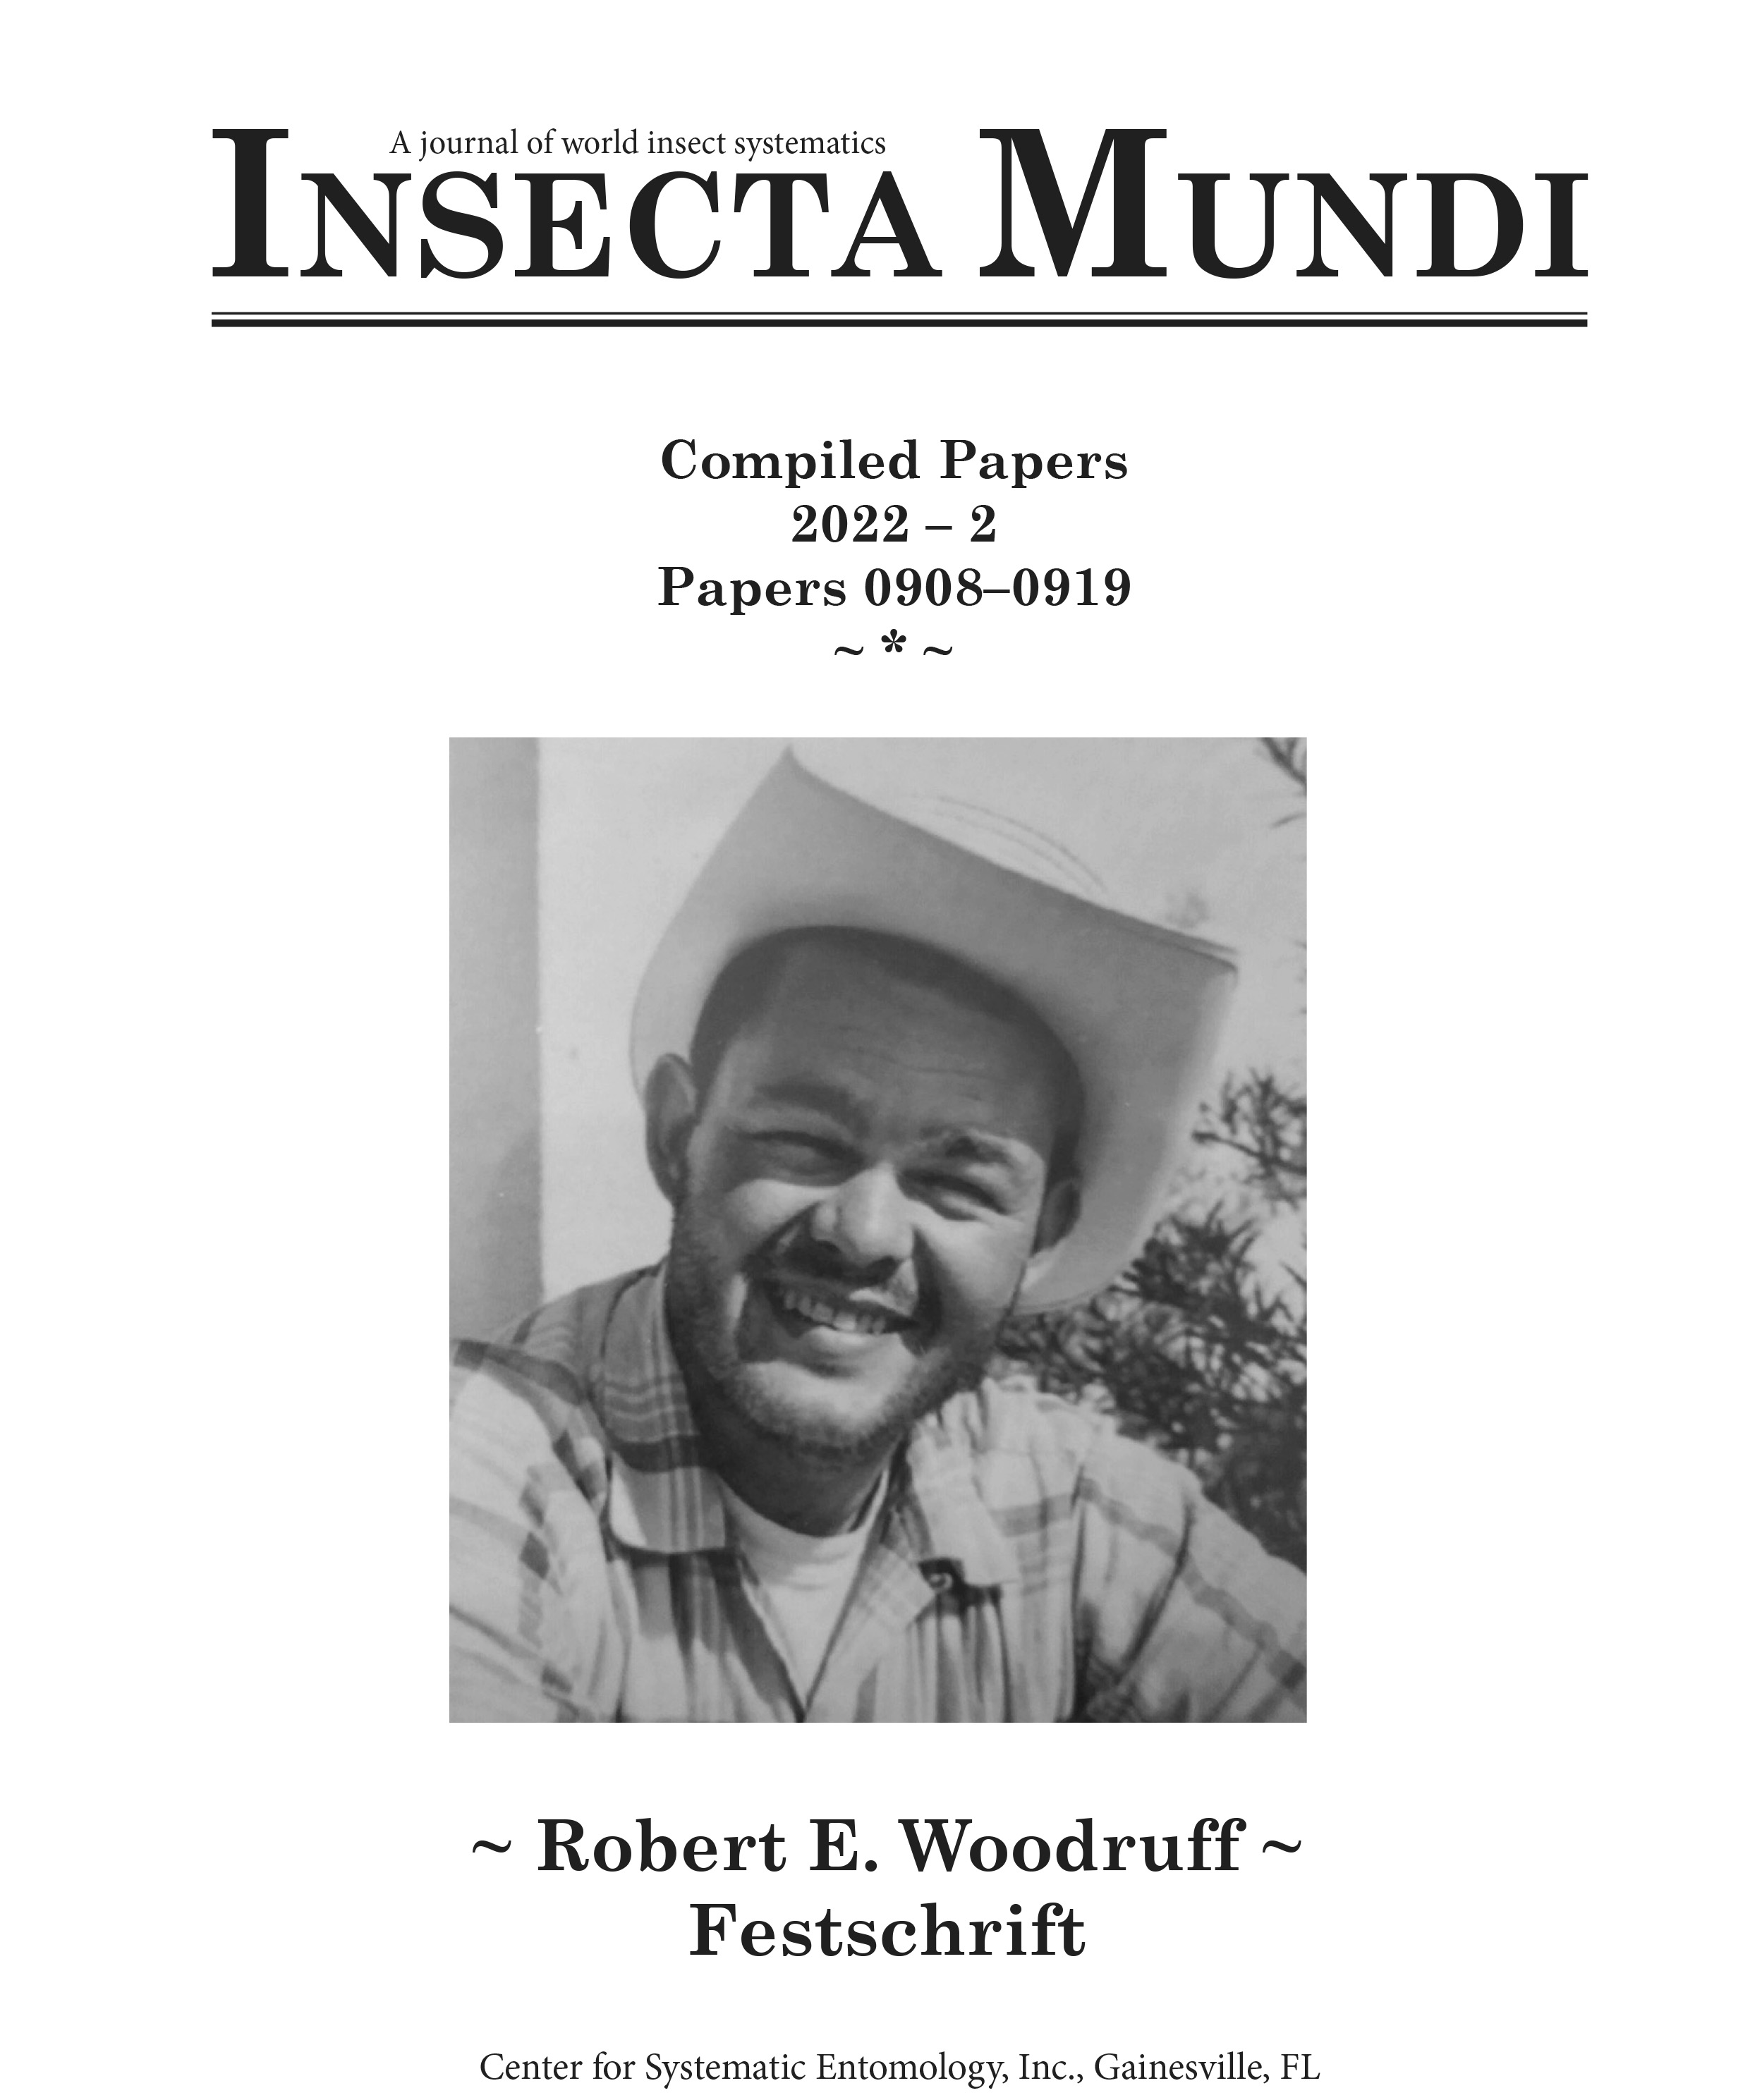 A journal of world insect systematics
INSECTA MUNDI
Compiled Papers
2022 – 2
Papers 0908–0919
~ * ~
~ Robert E. Woodruff ~
Festschrift
Center for Systematic Entomology, Inc., Gainesville, FL